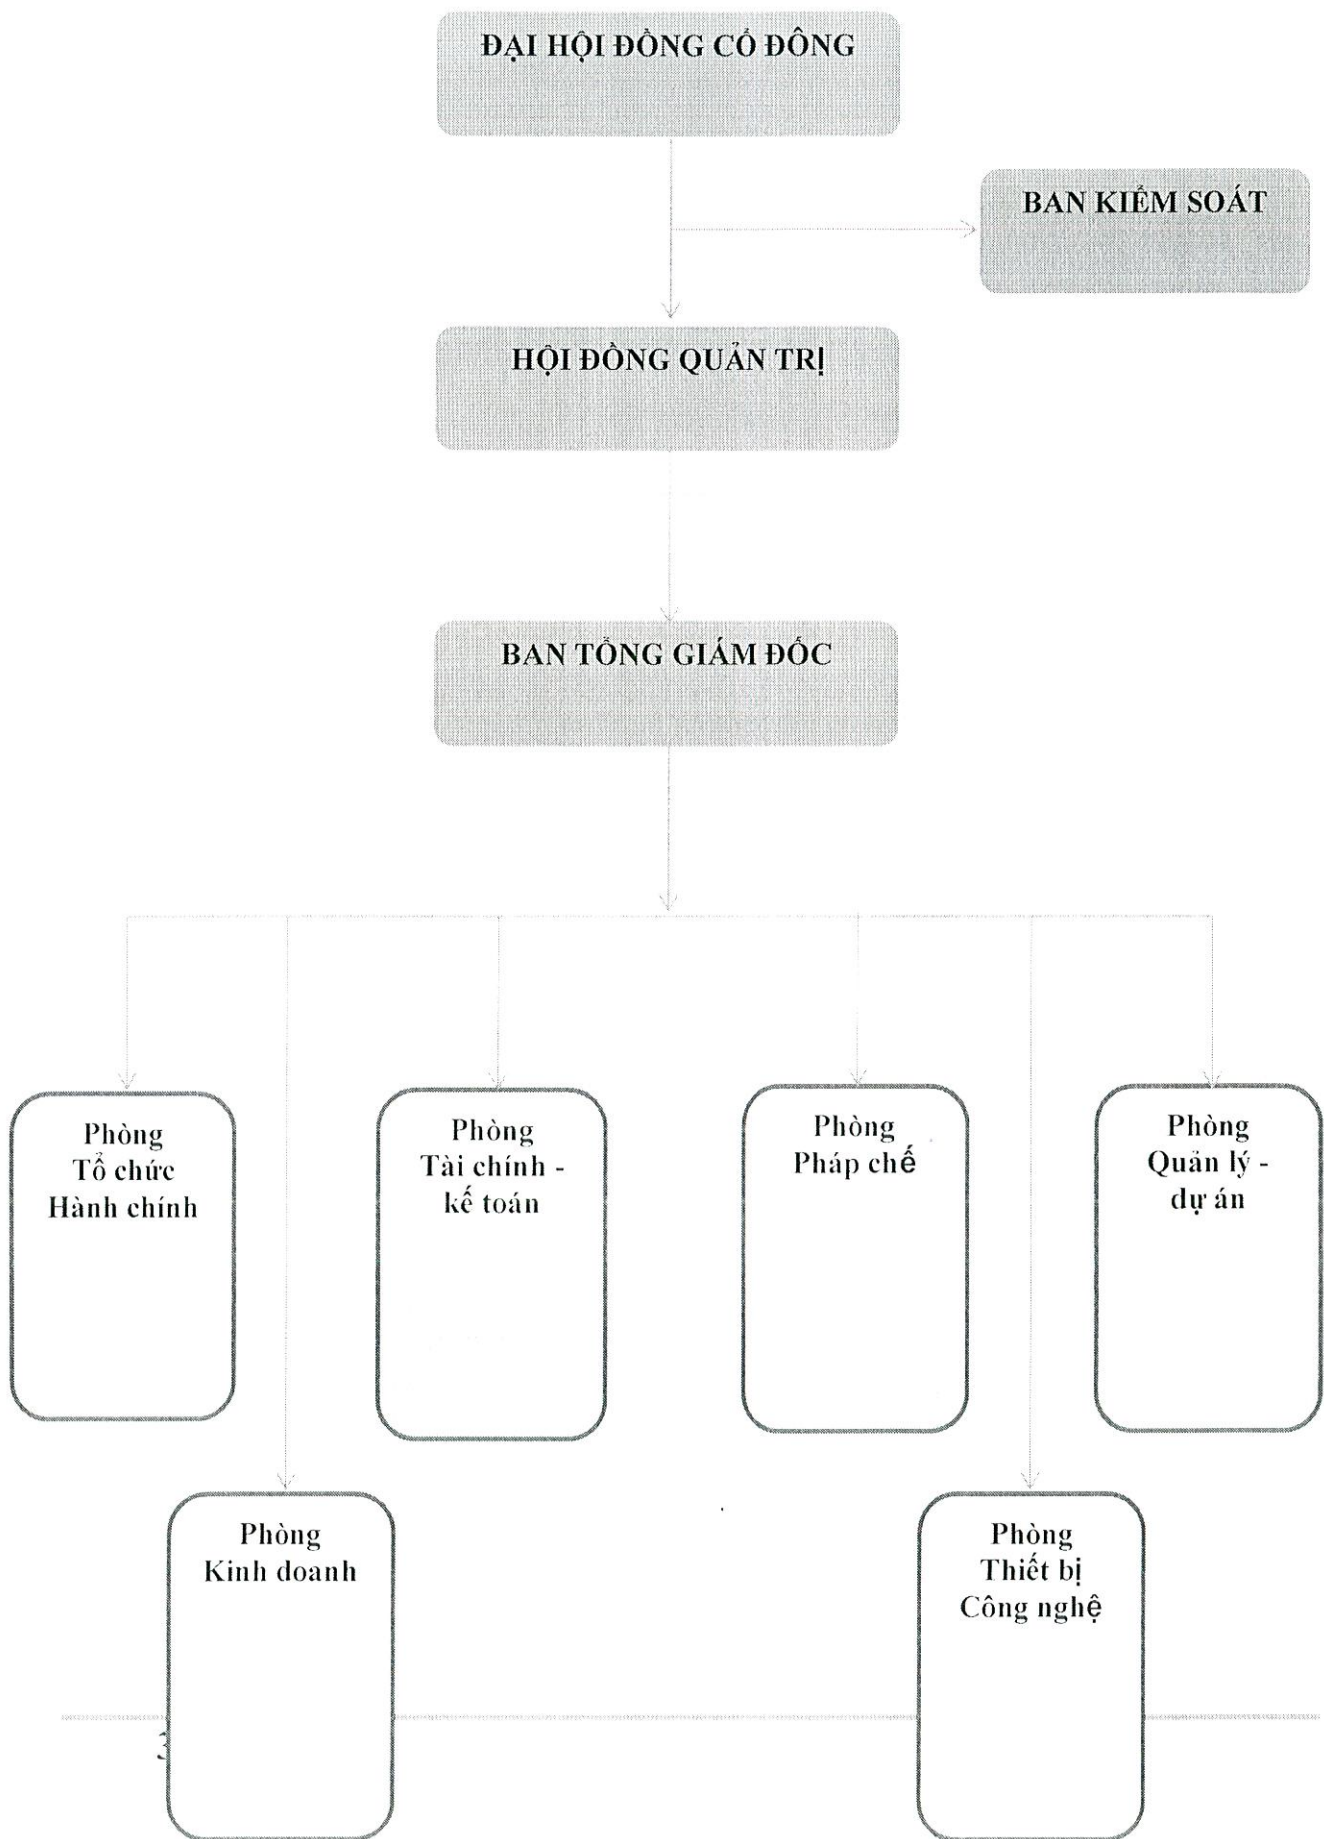 ĐẠI HỘI ĐỒNG CỔ ĐÔNG
BAN KIỂM SOÁT
HỘI ĐỒNG QUẢN TRỊ
BAN TỔNG GIÁM ĐỐC
Phòng
Tổ chức
Hành chính
Phòng
Tài chính -
kế toán
Phòng
Pháp chế
Phòng
Quản lý -
dự án
Phòng
Kinh doanh
Phòng
Thiết bị
Công nghệ
3